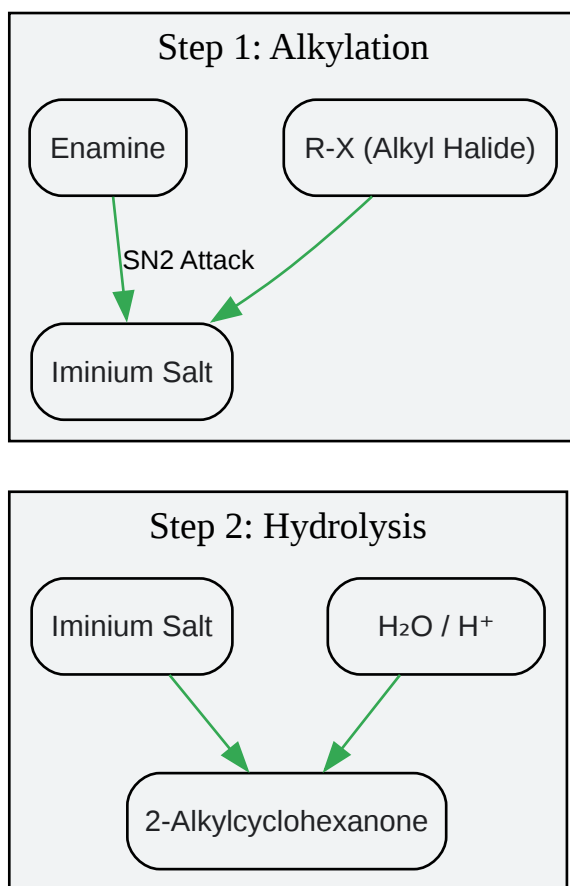 Step 1: Alkylation
Enamine
R-X (Alkyl Halide)
SN2 Attack
Iminium Salt
Step 2: Hydrolysis
Iminium Salt
H₂O / H⁺
2-Alkylcyclohexanone